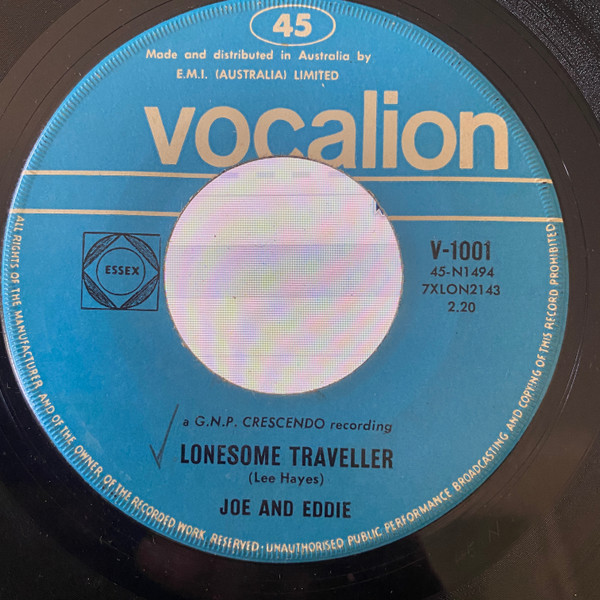 45
Made and distributed in Australia by
E.M.I. (AUSTRALIA) LIMITED
vocalion
ESSEX
V-1001
45-N1494
7XLON2143
2.20
a G.N.P. CRESCENDO recording
LONESOME TRAVELLER
(Lee Hayes)
JOE AND EDDIE
ALL RIGHTS OF THE MANUFACTURER AND OF THE OWNER OF THE RECORDED WORK RESERVED · UNAUTHORISED PUBLIC PERFORMANCE BROADCASTING AND COPYING OF THIS RECORD PROHIBITED